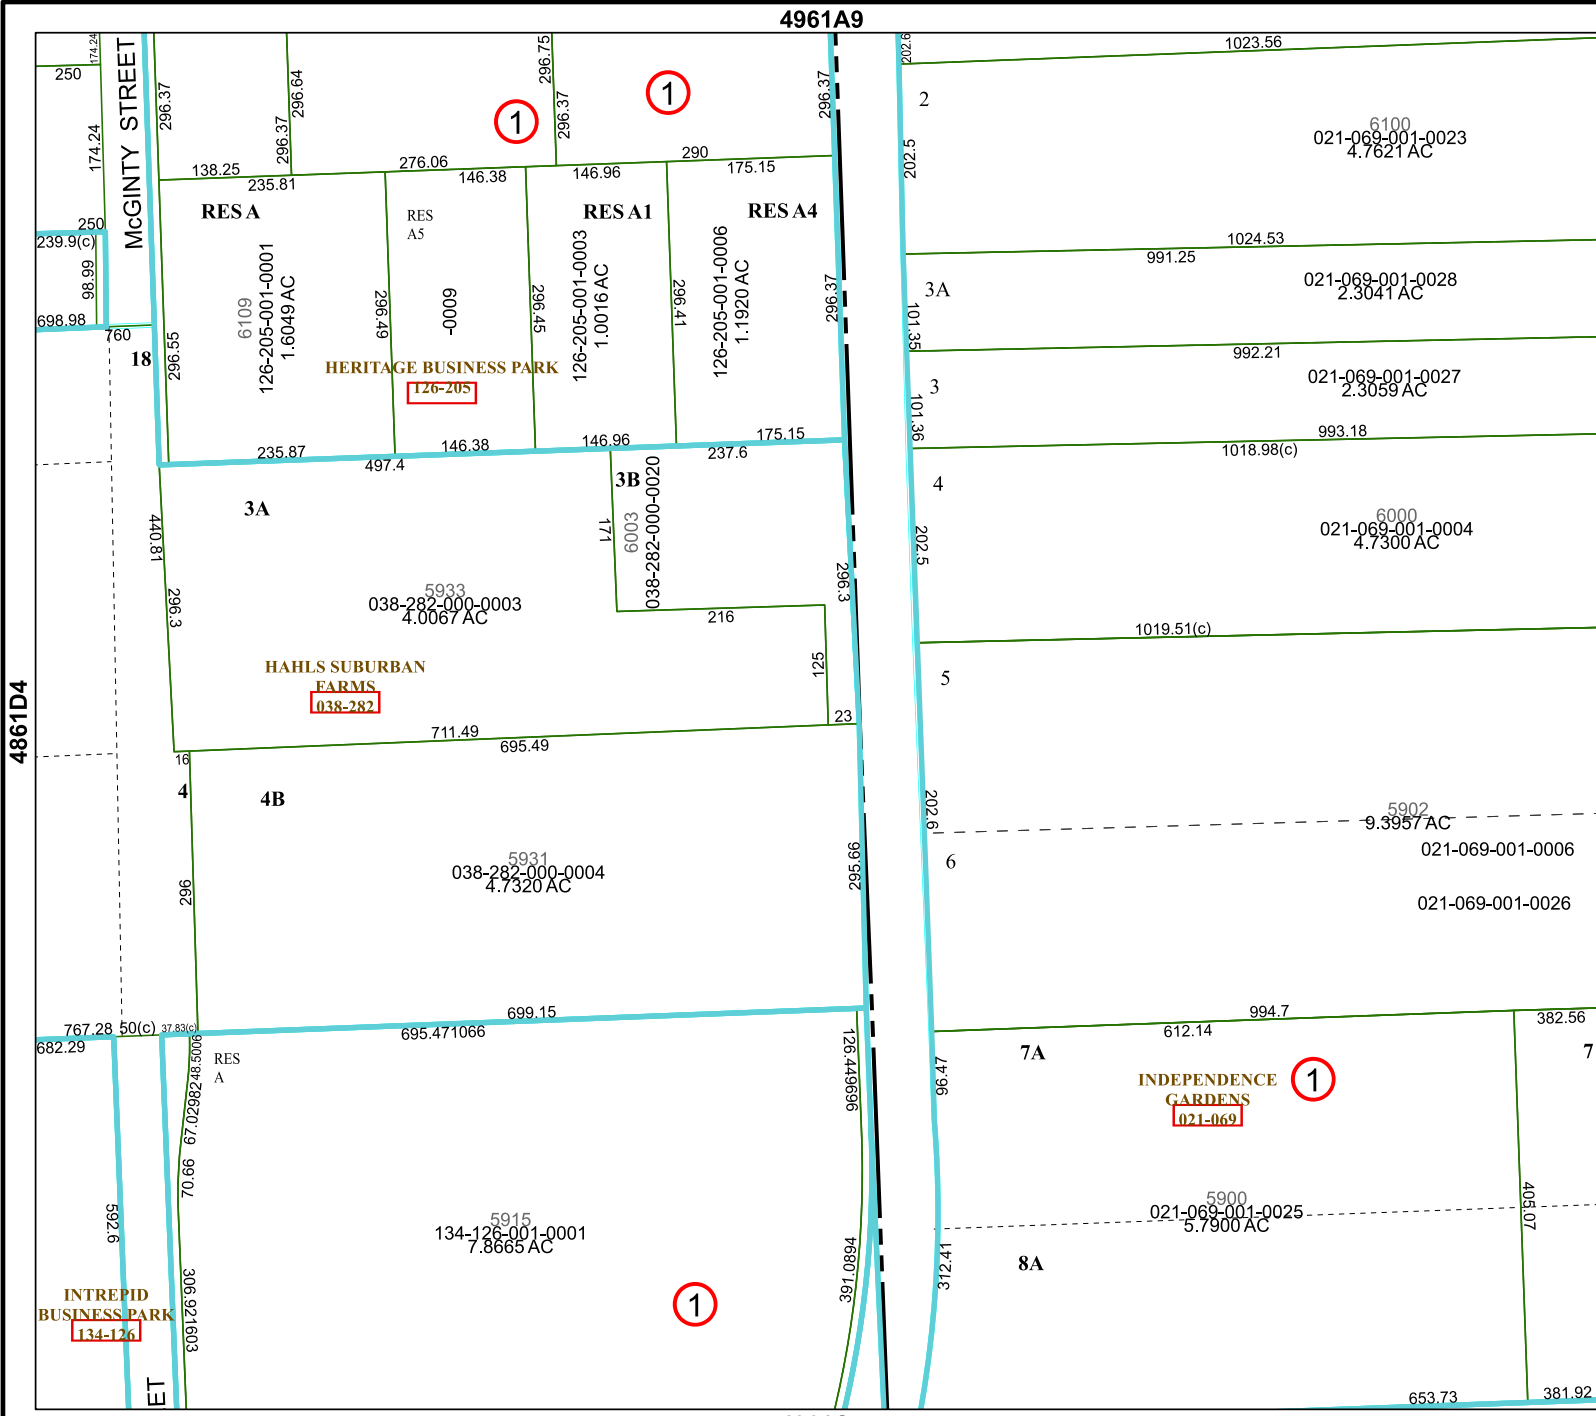 4961A9
4861D4
McGINTY STREET
174.24
250
174.24
250
239.9(c)
98.99
698.98
760
18
296.37
296.64
296.37
296.75
296.37
296.37
1
1
138.25
235.81
276.06
146.38
146.96
290
175.15
RES A
RES
A5
RES A1
RES A4
6109
126-205-001-0001
1.6049 AC
-0009
126-205-001-0003
1.0016 AC
126-205-001-0006
1.1920 AC
296.55
296.49
296.45
296.41
296.37
HERITAGE BUSINESS PARK
126-205
235.87
497.4
146.38
146.96
237.6
175.15
3A
3B
440.81
296.3
171
6003
038-282-000-0020
296.3
5933
038-282-000-0003
4.0067 AC
216
125
23
HAHLS SUBURBAN
FARMS
038-282
711.49
695.49
16
4
4B
296
5931
038-282-000-0004
4.7320 AC
295.99
699.15
695.471066
767.28
50(c)
37.83(c)
682.29
48.5006
67.02982
70.66
306.921603
592.6
RES
A
126.449696
391.0894
5915
134-126-001-0001
7.8665 AC
1
INTREPID
BUSINESS PARK
134-126
ET
202.6
1023.56
2
6100
021-069-001-0023
4.7621 AC
202.5
1024.53
991.25
3A
021-069-001-0028
2.3041 AC
101.35
992.21
3
021-069-001-0027
2.3059 AC
101.36
993.18
1018.98(c)
4
6000
021-069-001-0004
4.7300 AC
202.5
1019.51(c)
5
202.6
5902
9.3957 AC
6
021-069-001-0006
021-069-001-0026
994.7
612.14
382.56
7A
7
96.47
INDEPENDENCE
GARDENS
021-069
1
5900
021-069-001-0025
5.7900 AC
405.07
8A
312.41
653.73
381.92